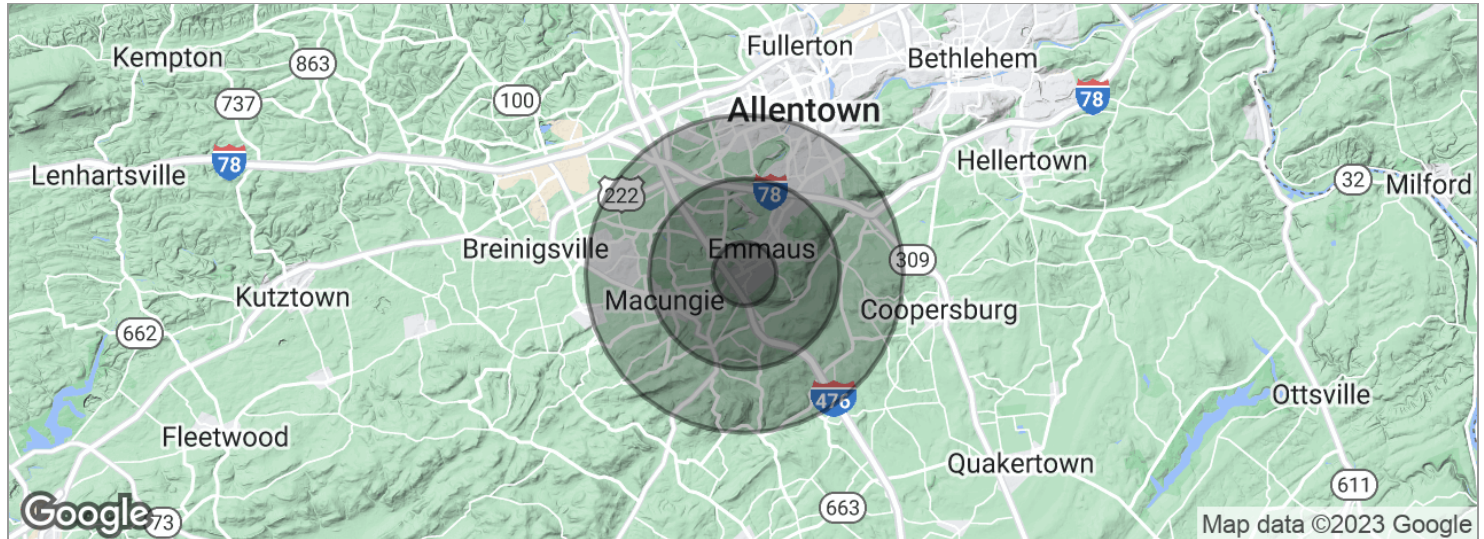 Kempton
863
Fullerton
Bethlehem
737
100
78
Allentown
78
Lenhartsville
Hellertown
32
Milford
222
78
Breinigsville
Emmaus
309
Kutztown
Macungie
Coopersburg
662
476
Ottsville
Fleetwood
Quakertown
611
Google
73
663
Map data ©2023 Google